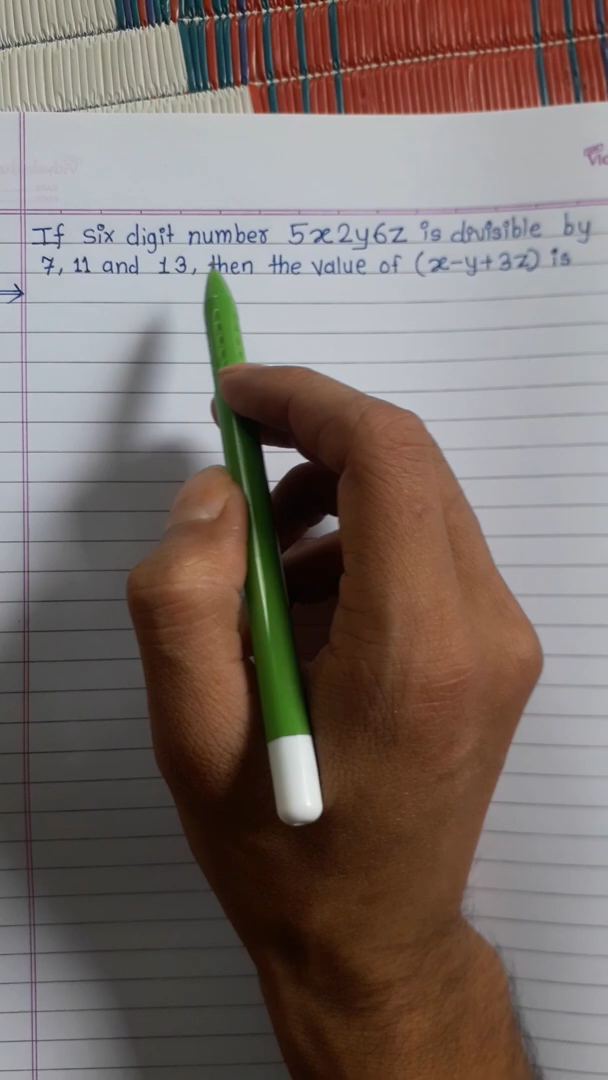 If six digit number 5x2y6z is divisible by
7, 11 and 13, then the value of (x-y+3z) is
⇒